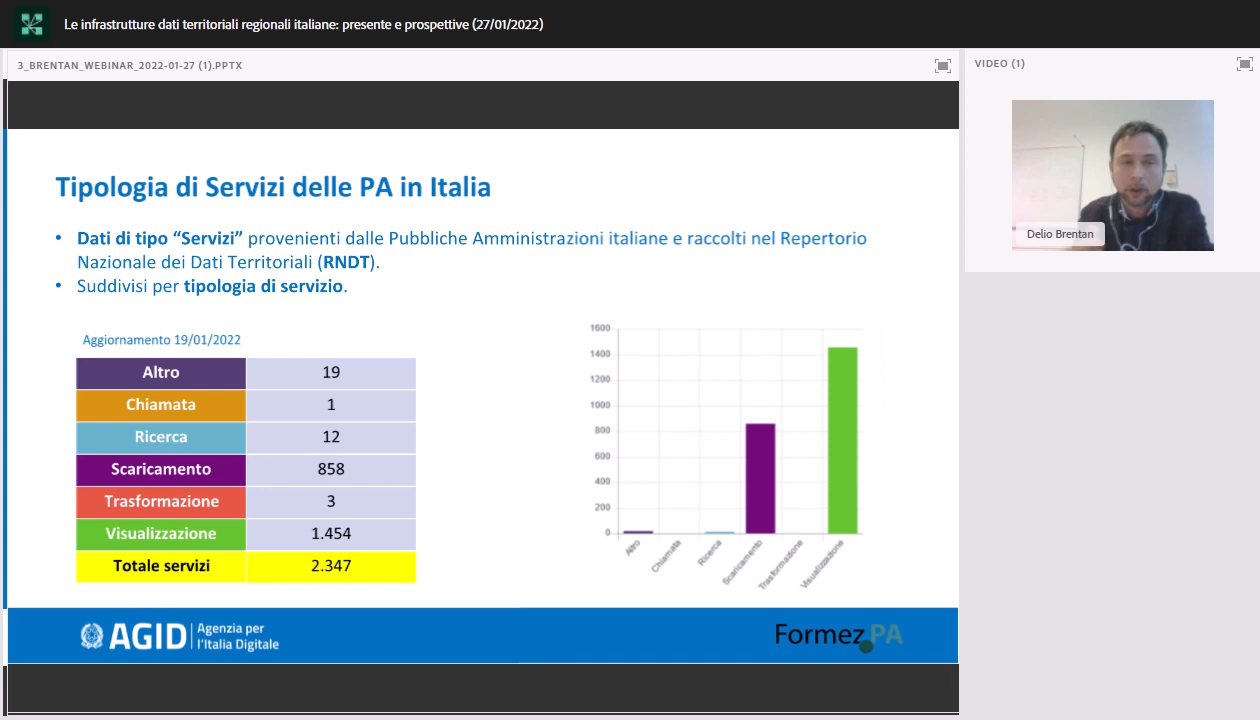 Le infrastrutture dati territoriali regionali italiane: presente e prospettive (27/01/2022)
3_BRENTAN_WEBINAR_2022-01-27 (1).PPTX
VIDEO (1)
Delio Brentan
Tipologia di Servizi delle PA in Italia
• Dati di tipo “Servizi” provenienti dalle Pubbliche Amministrazioni italiane e raccolti nel Repertorio
Nazionale dei Dati Territoriali (RNDT).
• Suddivisi per tipologia di servizio.
Aggiornamento 19/01/2022
Altro 19
Chiamata 1
Ricerca 12
Scaricamento 858
Trasformazione 3
Visualizzazione 1.454
Totale servizi 2.347
1600
1400
1200
1000
800
600
400
200
0
Altro
Chiamata
Ricerca
Scaricamento
Trasformazione
Visualizzazione
AGID Agenzia per
l'Italia Digitale
Formez PA